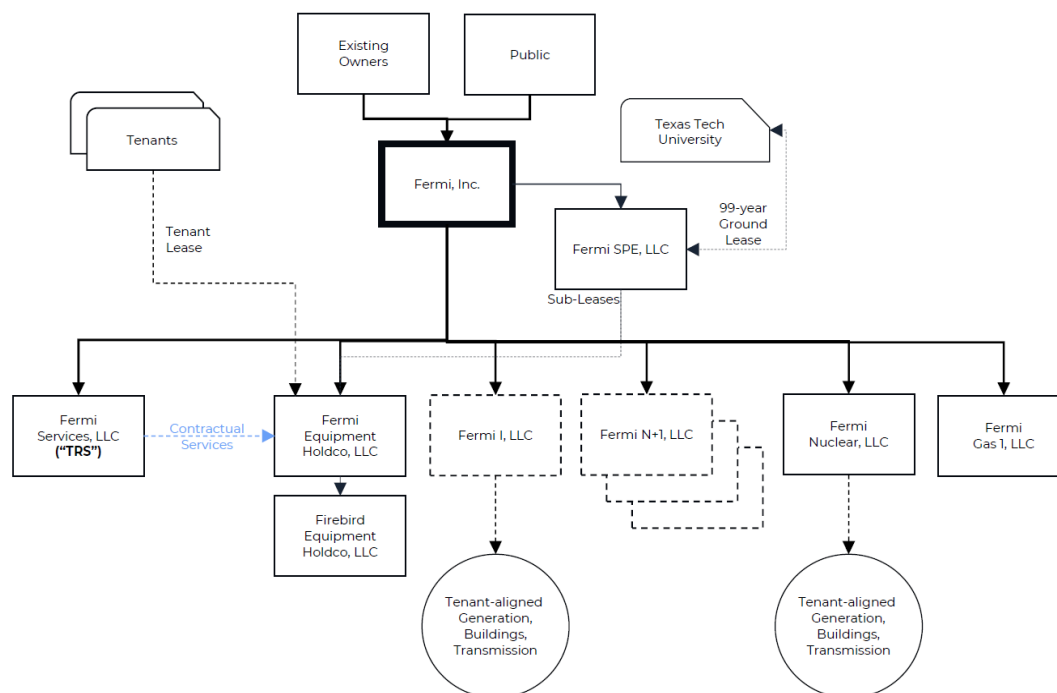 Existing
Owners
Public
Tenants
Texas Tech
University
Fermi, Inc.
99-year
Ground
Lease
Tenant
Lease
Fermi SPE, LLC
Sub-Leases
Fermi
Services, LLC
(“TRS”)
Contractual
Services
Fermi
Equipment
Holdco, LLC
Fermi I, LLC
Fermi N+1, LLC
Fermi
Nuclear, LLC
Fermi
Gas 1, LLC
Firebird
Equipment
Holdco, LLC
Tenant-aligned
Generation,
Buildings,
Transmission
Tenant-aligned
Generation,
Buildings,
Transmission